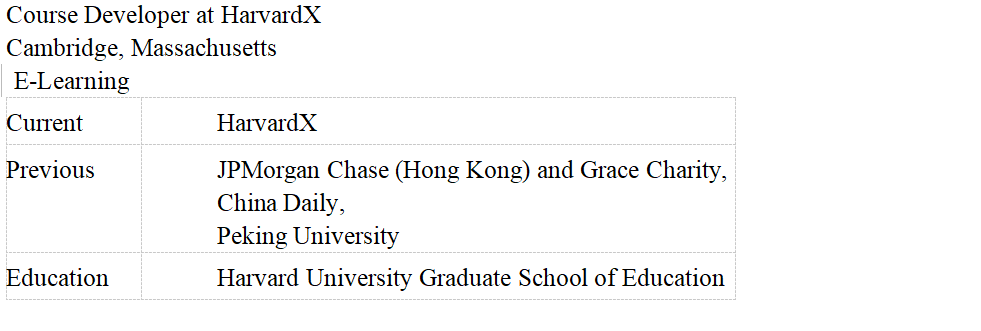 Course Developer at HarvardX
Cambridge, Massachusetts
E-Learning
Current HarvardX
Previous JPMorgan Chase (Hong Kong) and Grace Charity,
China Daily,
Peking University
Education Harvard University Graduate School of Education